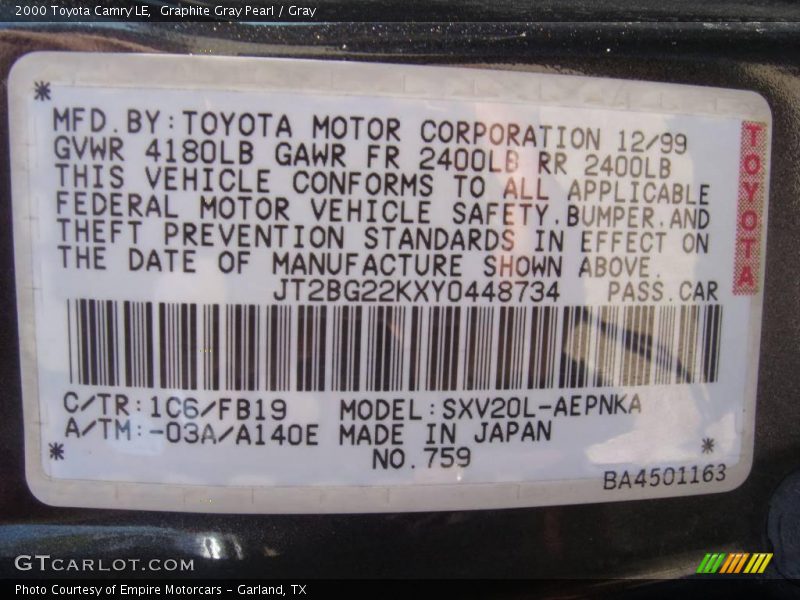 2000 Toyota Camry LE, Graphite Gray Pearl / Gray
MFD.BY:TOYOTA MOTOR CORPORATION 12/99
GVWR 4180LB GAWR FR 2400LB RR 2400LB
THIS VEHICLE CONFORMS TO ALL APPLICABLE
FEDERAL MOTOR VEHICLE SAFETY.BUMPER.AND
THEFT PREVENTION STANDARDS IN EFFECT ON
THE DATE OF MANUFACTURE SHOWN ABOVE.
JT2BG22KXY0448734 PASS.CAR
TOYOTA
C/TR:1C6/FB19 MODEL:SXV20L-AEPNKA
A/TM:-03A/A140E MADE IN JAPAN
NO.759
BA4501163
GTCARLOT.COM
Photo Courtesy of Empire Motorcars - Garland, TX